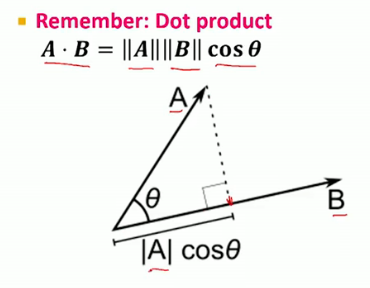 Remember: Dot product
A · B = ‖A‖‖B‖ cos θ
A
θ
B
|A| cosθ